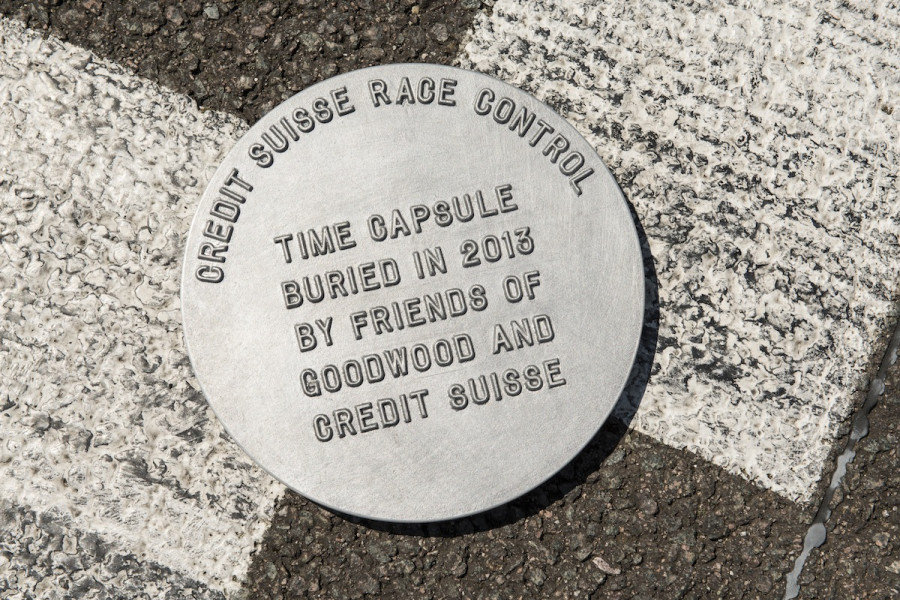 CREDIT SUISSE RACE CONTROL
TIME CAPSULE
BURIED IN 2013
BY FRIENDS OF
GOODWOOD AND
CREDIT SUISSE